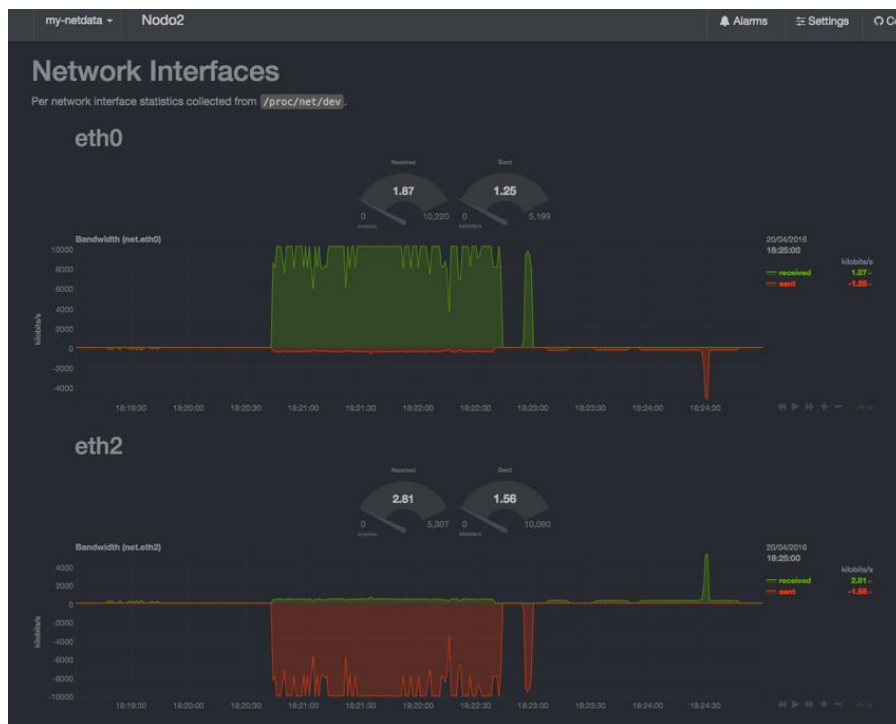 my-netdata
Nodo2
Alarms
Settings
Network Interfaces
Per network interface statistics collected from /proc/net/dev.
eth0
Received
Sent
1.87
1.25
0
10,220
0
5,199
kilobits/s
Bandwidth (net.eth0)
20/04/2016
18:25:00
kilobits/s
received 1.87
sent -1.25
kilobits/s
10000
8000
6000
4000
2000
0
-2000
-4000
18:19:30 18:20:00 18:20:30 18:21:00 18:21:30 18:22:00 18:22:30 18:23:00 18:23:30 18:24:00
eth2
Received
Sent
2.81
1.56
0
5,307
0
10,090
kilobits/s
Bandwidth (net.eth2)
20/04/2016
18:25:00
kilobits/s
received 2.81
sent -1.56
kilobits/s
4000
2000
0
-2000
-4000
-6000
-8000
-10000
18:19:30 18:20:00 18:20:30 18:21:00 18:21:30 18:22:00 18:22:30 18:23:00 18:23:30 18:24:00